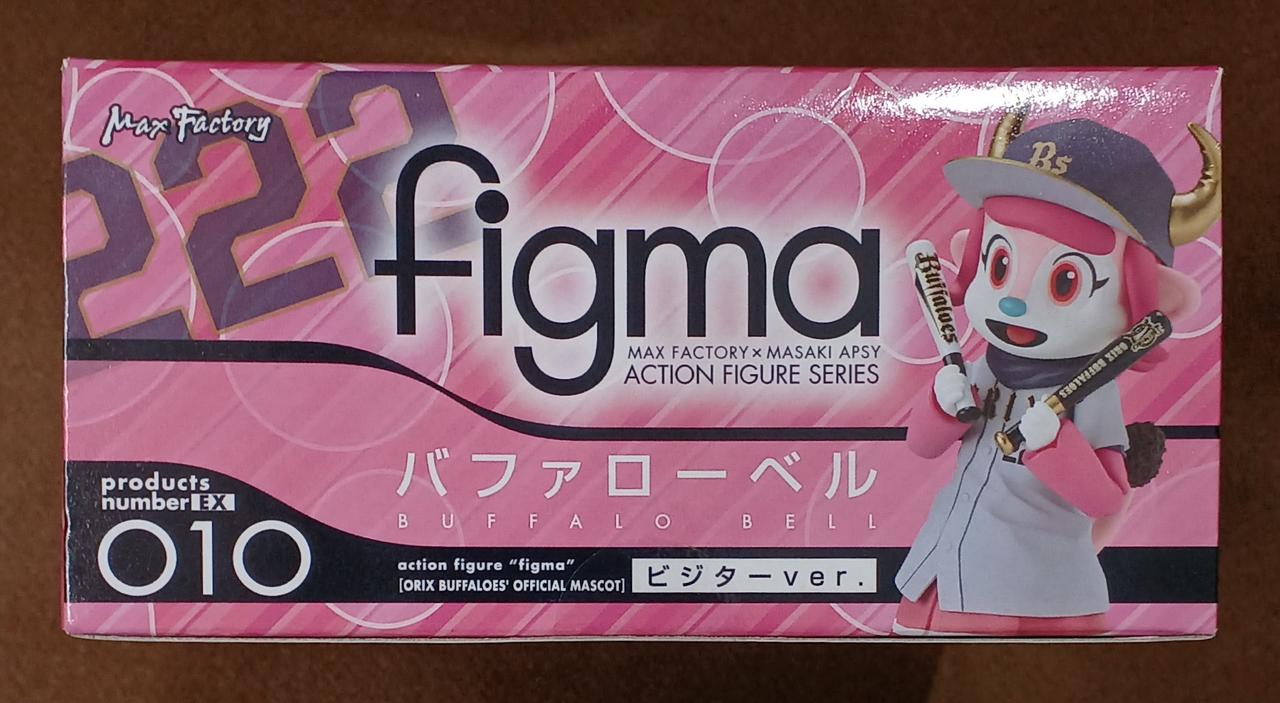 Max Factory
222
figma
MAX FACTORY×MASAKI APSY
ACTION FIGURE SERIES
Bs
Buffaloes
ORIX BUFFALOES
バファローベル
BUFFALO BELL
products
number EX
010
action figure "figma"
[ORIX BUFFALOES' OFFICIAL MASCOT]
ビジターver.